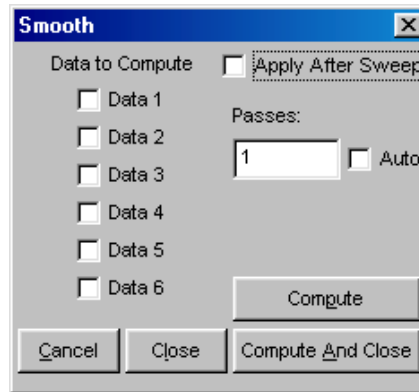 Smooth
Data to Compute
Apply After Sweep
Data 1
Data 2
Data 3
Data 4
Data 5
Data 6
Passes:
1
Auto
Compute
Cancel
Close
Compute And Close